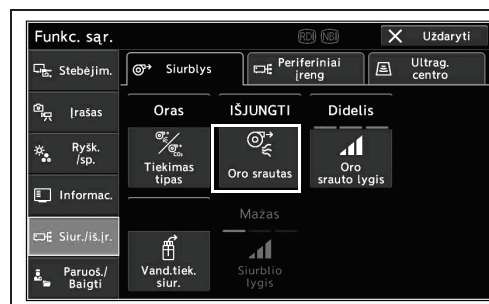 Funkc. sąr.
RDI NBI
Uždaryti
Stebėjim.
Siurblys
Periferiniai
įreng
Ultrag.
centro
Įrašas
Oras
IŠJUNGTI
Didelis
Ryšk.
/sp.
Tiekimas
tipas
Oro srautas
Oro
srauto lygis
Informac.
Mažas
Siur./iš.įr.
Vand.tiek.
siur.
Siurblio
lygis
Paruoš./
Baigti